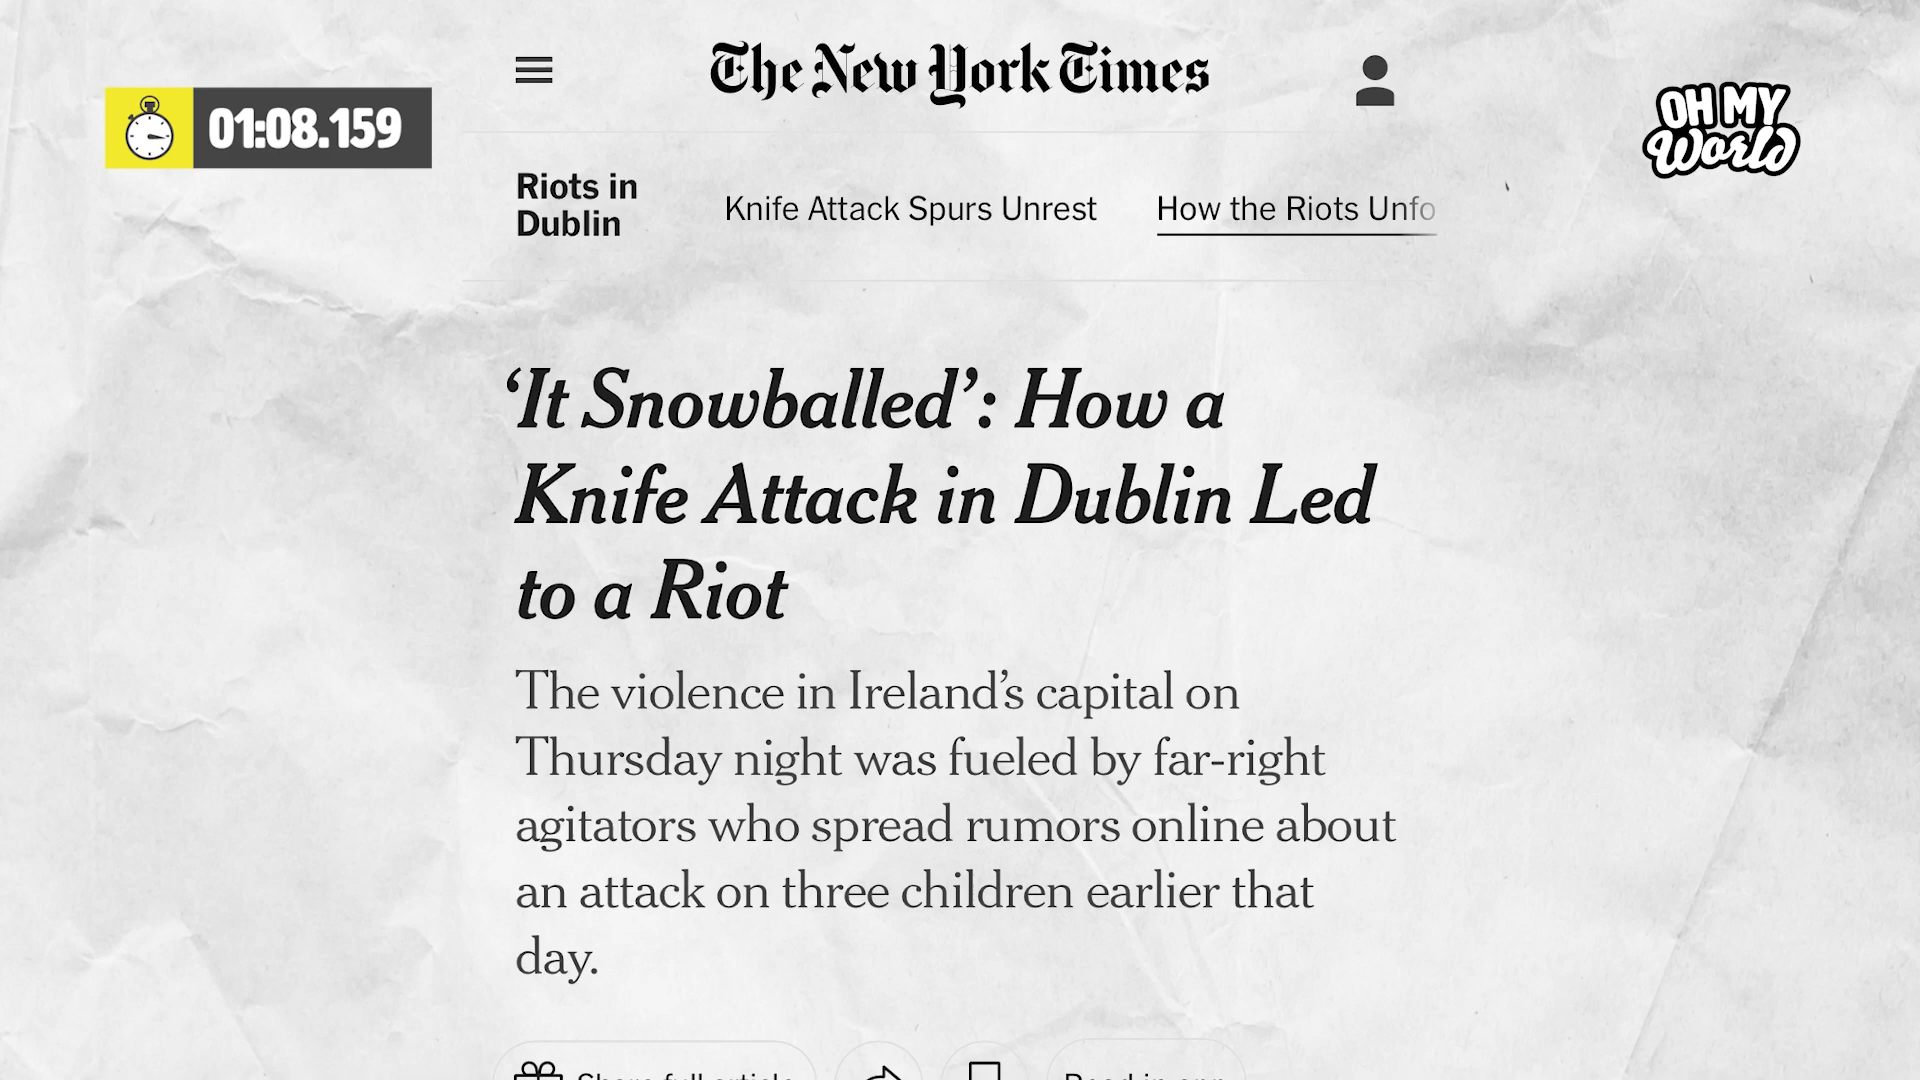 The New York Times
01:08.159
OH MY
World
Riots in
Dublin
Knife Attack Spurs Unrest
How the Riots Unfo
‘It Snowballed’: How a
Knife Attack in Dublin Led
to a Riot
The violence in Ireland’s capital on
Thursday night was fueled by far-right
agitators who spread rumors online about
an attack on three children earlier that
day.
Share full article
Read in app